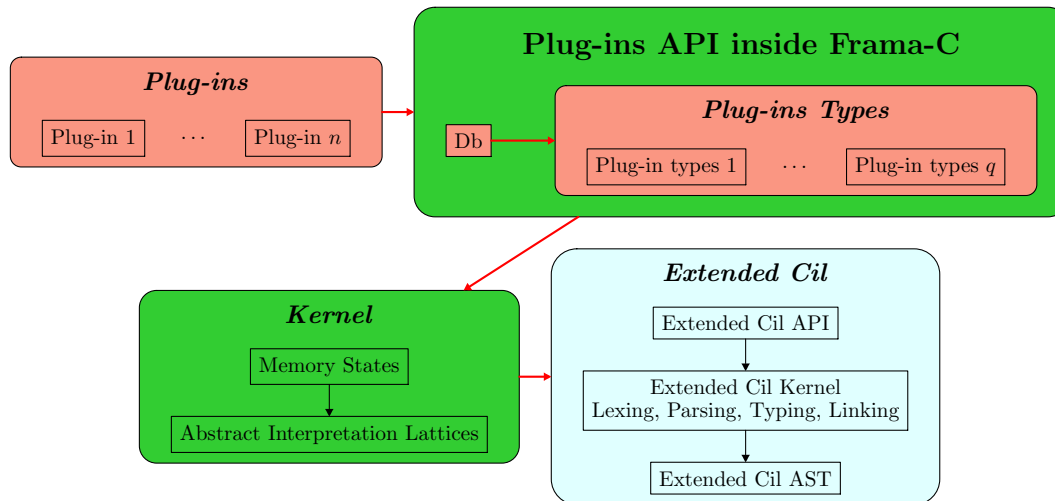 Plug-ins API inside Frama-C
Plug-ins
Plug-in 1 ··· Plug-in n
Db
Plug-ins Types
Plug-in types 1 ··· Plug-in types q
Kernel
Memory States
Abstract Interpretation Lattices
Extended Cil
Extended Cil API
Extended Cil Kernel
Lexing, Parsing, Typing, Linking
Extended Cil AST